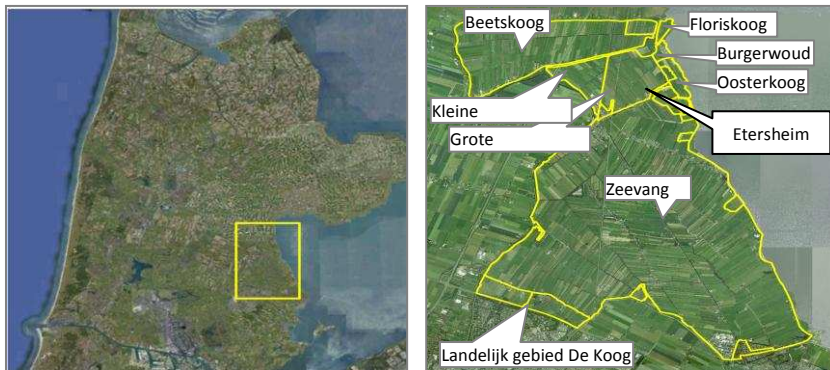 Beetskoog
Floriskoog
Burgerwoud
Oosterkoog
Kleine
Grote
Etersheim
Zeevang
Landelijk gebied De Koog